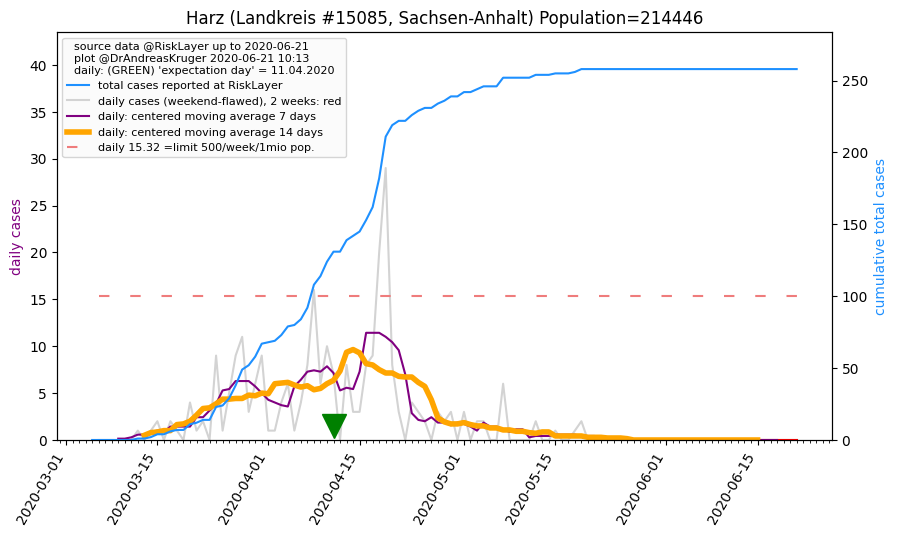 Harz (Landkreis #15085, Sachsen-Anhalt) Population=214446
source data @RiskLayer up to 2020-06-21
plot @DrAndreasKruger 2020-06-21 10:13
daily: (GREEN) 'expectation day' = 11.04.2020
total cases reported at RiskLayer
daily cases (weekend-flawed), 2 weeks: red
daily: centered moving average 7 days
daily: centered moving average 14 days
daily 15.32 =limit 500/week/1mio pop.
daily cases
40
35
30
25
20
15
10
5
0
cumulative total cases
250
200
150
100
50
0
2020-03-01
2020-03-15
2020-04-01
2020-04-15
2020-05-01
2020-05-15
2020-06-01
2020-06-15